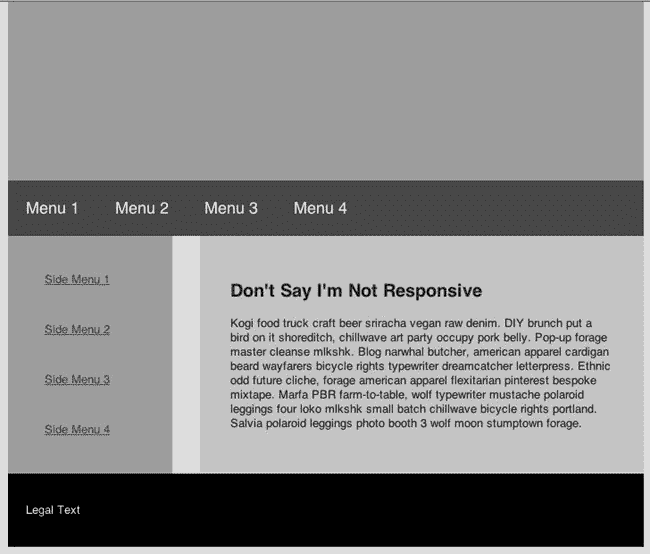 Menu 1 Menu 2 Menu 3 Menu 4
Side Menu 1
Side Menu 2
Side Menu 3
Side Menu 4
Don't Say I'm Not Responsive
Kogi food truck craft beer sriracha vegan raw denim. DIY brunch put a
bird on it shoreditch, chillwave art party occupy pork belly. Pop-up forage
master cleanse mlkshk. Blog narwhal butcher, american apparel cardigan
beard wayfarers bicycle rights typewriter dreamcatcher letterpress. Ethnic
odd future cliche, forage american apparel flexitarian pinterest bespoke
mixtape. Marfa PBR farm-to-table, wolf typewriter mustache polaroid
leggings four loko mlkshk small batch chillwave bicycle rights portland.
Salvia polaroid leggings photo booth 3 wolf moon stumptown forage.
Legal Text